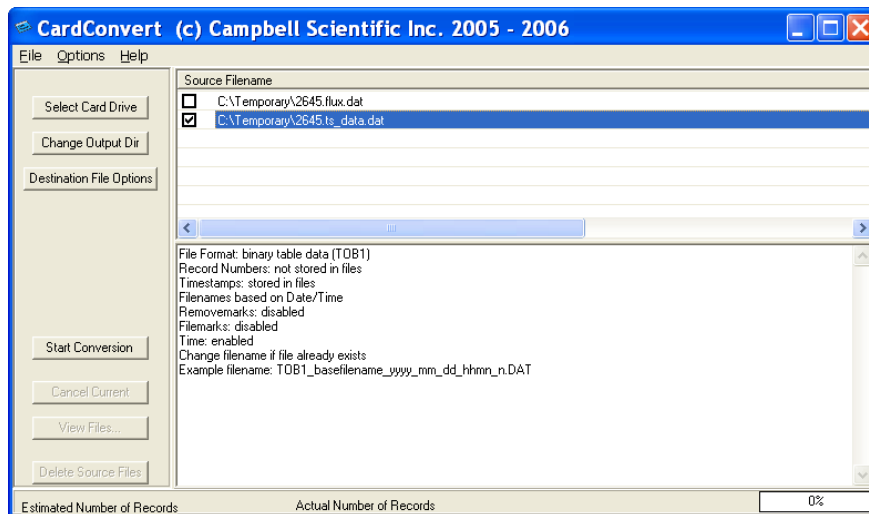 CardConvert (c) Campbell Scientific Inc. 2005 - 2006
File Options Help
Select Card Drive
Change Output Dir
Destination File Options
Start Conversion
Cancel Current
View Files...
Delete Source Files
Source Filename
C:\Temporary\2645.flux.dat
C:\Temporary\2645.ts_data.dat
File Format: binary table data (TOB1)
Record Numbers: not stored in files
Timestamps: stored in files
Filenames based on Date/Time
Removemarks: disabled
Filemarks: disabled
Time: enabled
Change filename if file already exists
Example filename: TOB1_basefilename_yyyy_mm_dd_hhmn_n.DAT
Estimated Number of Records Actual Number of Records 0%